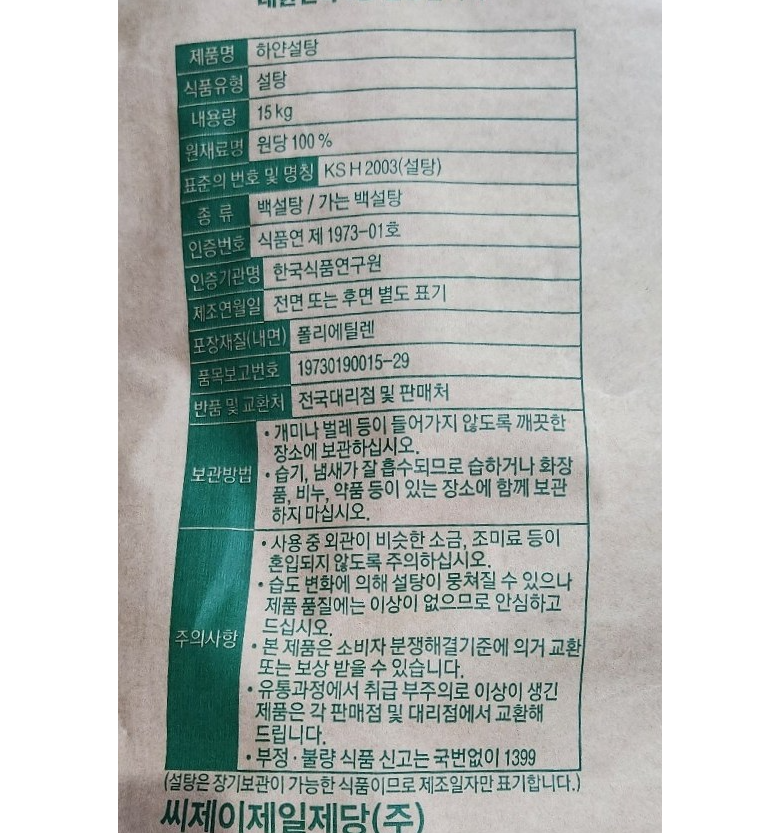 제품명 하얀설탕
식품유형 설탕
내용량 15 kg
원재료명 원당 100 %
표준의 번호 및 명칭 KS H 2003(설탕)
종 류 백설탕 / 가는 백설탕
인증번호 식품연 제 1973-01호
인증기관명 한국식품연구원
제조연월일 전면 또는 후면 별도 표기
포장재질(내면) 폴리에틸렌
품목보고번호 19730190015-29
반품 및 교환처 전국대리점 및 판매처
보관방법
• 개미나 벌레 등이 들어가지 않도록 깨끗한
장소에 보관하십시오.
• 습기, 냄새가 잘 흡수되므로 습하거나 화장
품, 비누, 약품 등이 있는 장소에 함께 보관
하지 마십시오.
주의사항
• 사용 중 외관이 비슷한 소금, 조미료 등이
혼입되지 않도록 주의하십시오.
• 습도 변화에 의해 설탕이 뭉쳐질 수 있으나
제품 품질에는 이상이 없으므로 안심하고
드십시오.
• 본 제품은 소비자 분쟁해결기준에 의거 교환
또는 보상 받을 수 있습니다.
• 유통과정에서 취급 부주의로 이상이 생긴
제품은 각 판매점 및 대리점에서 교환해
드립니다.
• 부정 · 불량 식품 신고는 국번없이 1399
(설탕은 장기보관이 가능한 식품이므로 제조일자만 표기합니다.)
씨제이제일제당(주)